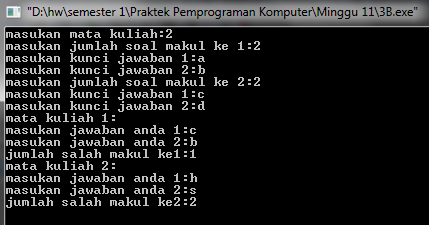 "D:\hw\semester 1\Praktek Pemprograman Komputer\Minggu 11\3B.exe"
masukan mata kuliah:2
masukan jumlah soal makul ke 1:2
masukan kunci jawaban 1:a
masukan kunci jawaban 2:b
masukan jumlah soal makul ke 2:2
masukan kunci jawaban 1:c
masukan kunci jawaban 2:d
mata kuliah 1:
masukan jawaban anda 1:c
masukan jawaban anda 2:b
jumlah salah makul ke1:1
mata kuliah 2:
masukan jawaban anda 1:h
masukan jawaban anda 2:s
jumlah salah makul ke2:2